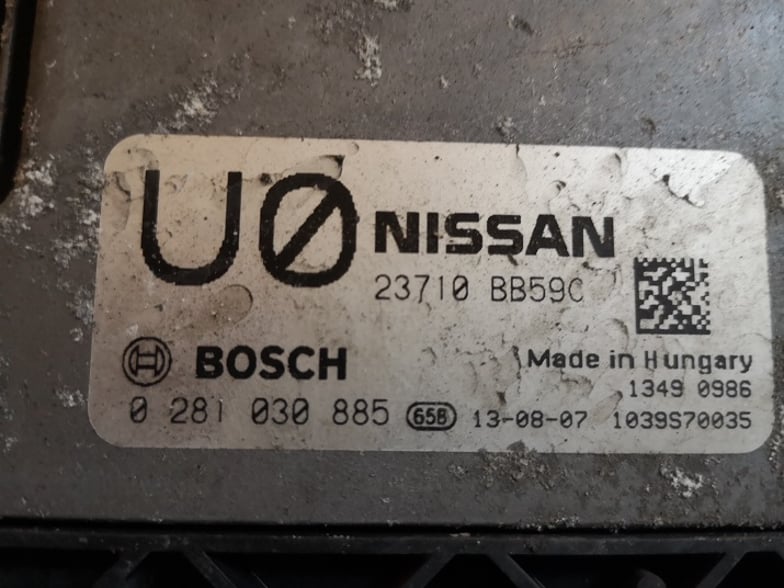 U0 NISSAN
23710 BB59C
BOSCH
Made in Hungary
1349 0986
0 281 030 885 658 13-08-07 1039S70035